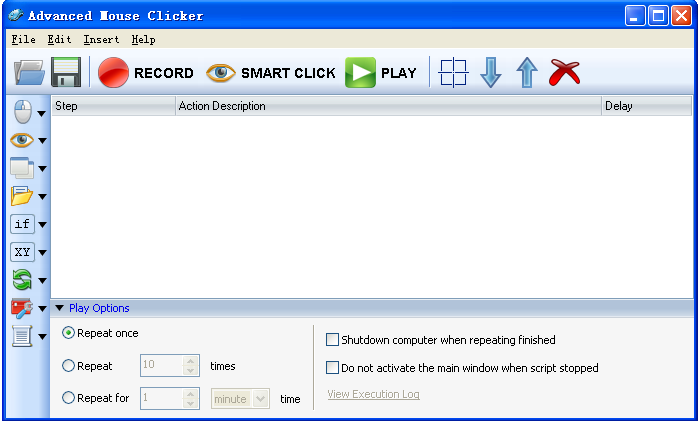 Advanced Mouse Clicker
File Edit Insert Help
RECORD SMART CLICK PLAY
Step Action Description Delay
if
XY
Play Options
Repeat once
Shutdown computer when repeating finished
Repeat 10 times
Do not activate the main window when script stopped
Repeat for 1 minute time
View Execution Log